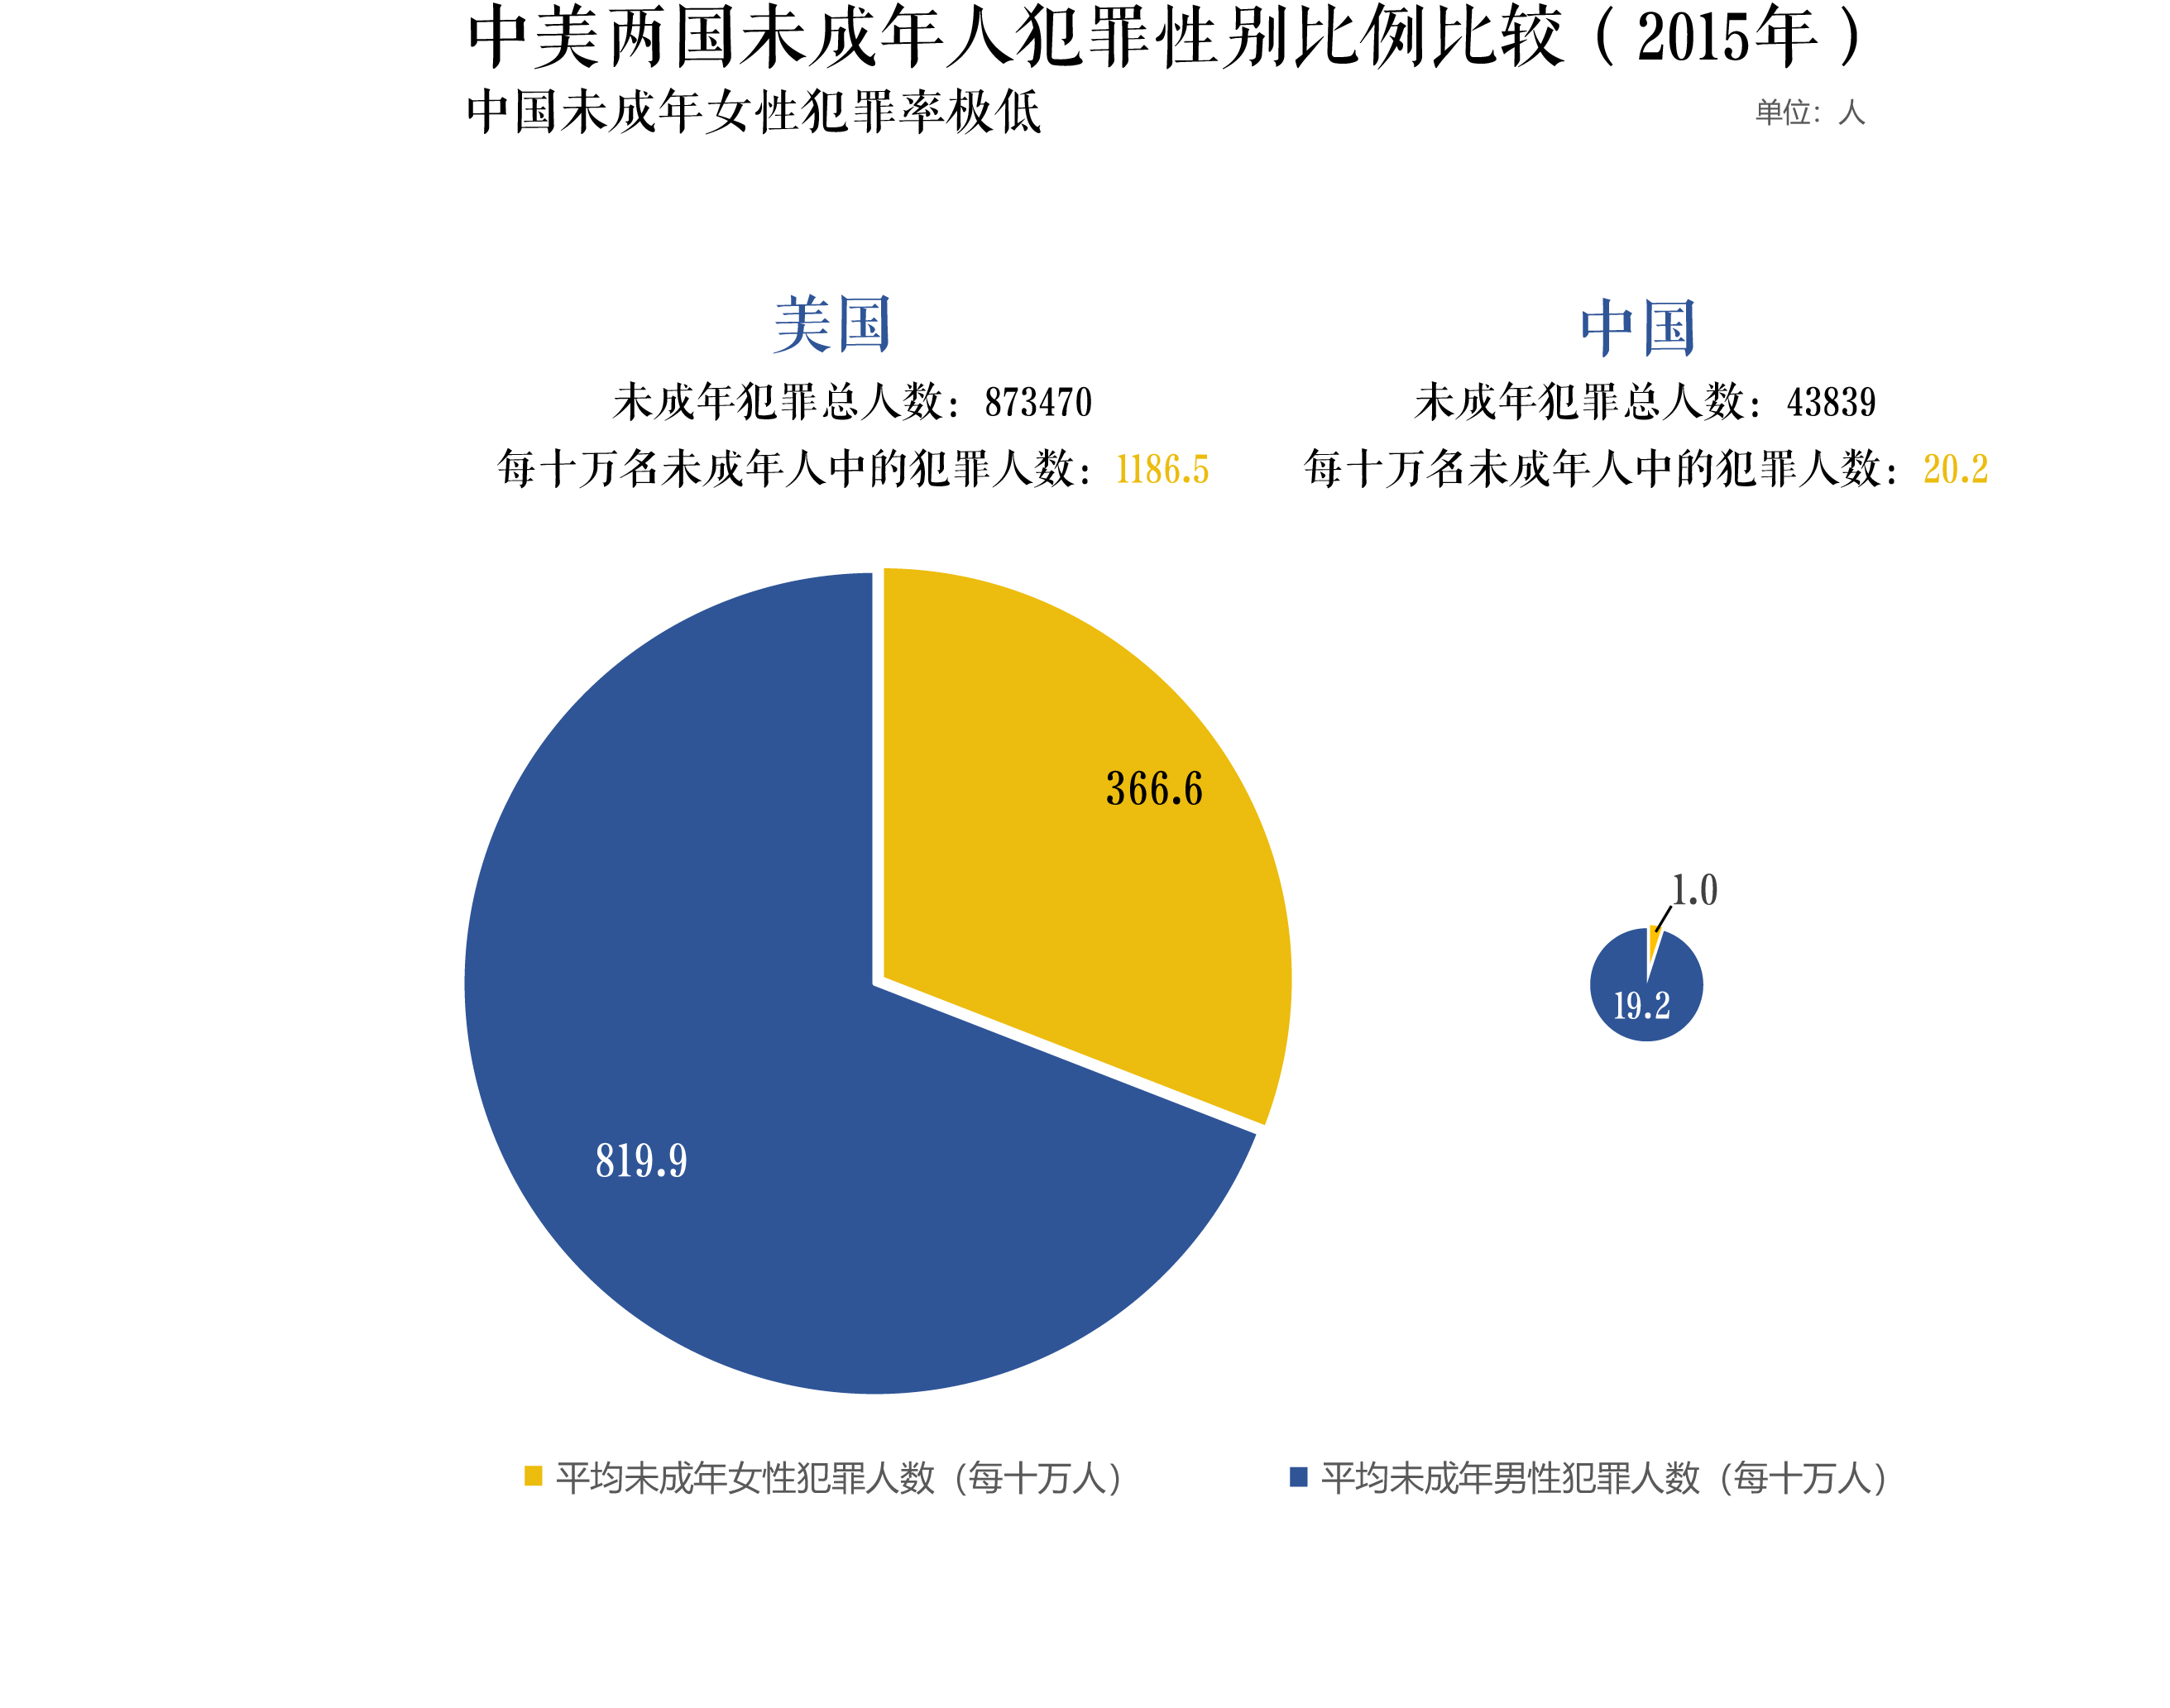 中美两国未成年人犯罪性别比例比较（2015年）
中国未成年女性犯罪率极低
单位：人
美国
未成年犯罪总人数：873470
每十万名未成年人中的犯罪人数：1186.5
中国
未成年犯罪总人数：43839
每十万名未成年人中的犯罪人数：20.2
366.6
819.9
1.0
19.2
平均未成年女性犯罪人数（每十万人）
平均未成年男性犯罪人数（每十万人）